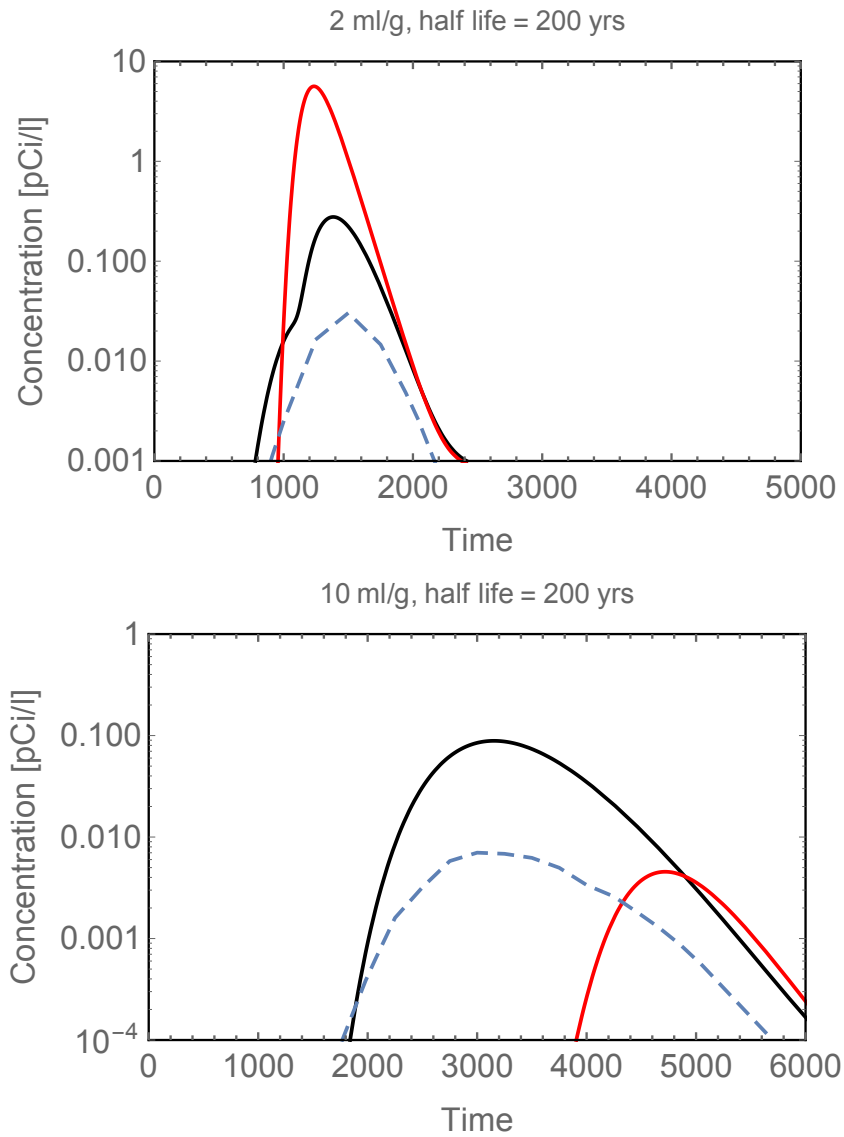 2 ml/g, half life = 200 yrs
10
1
0.100
0.010
0.001
Concentration [pCi/l]
0 1000 2000 3000 4000 5000
Time
10 ml/g, half life = 200 yrs
1
0.100
0.010
0.001
10⁻⁴
Concentration [pCi/l]
0 1000 2000 3000 4000 5000 6000
Time